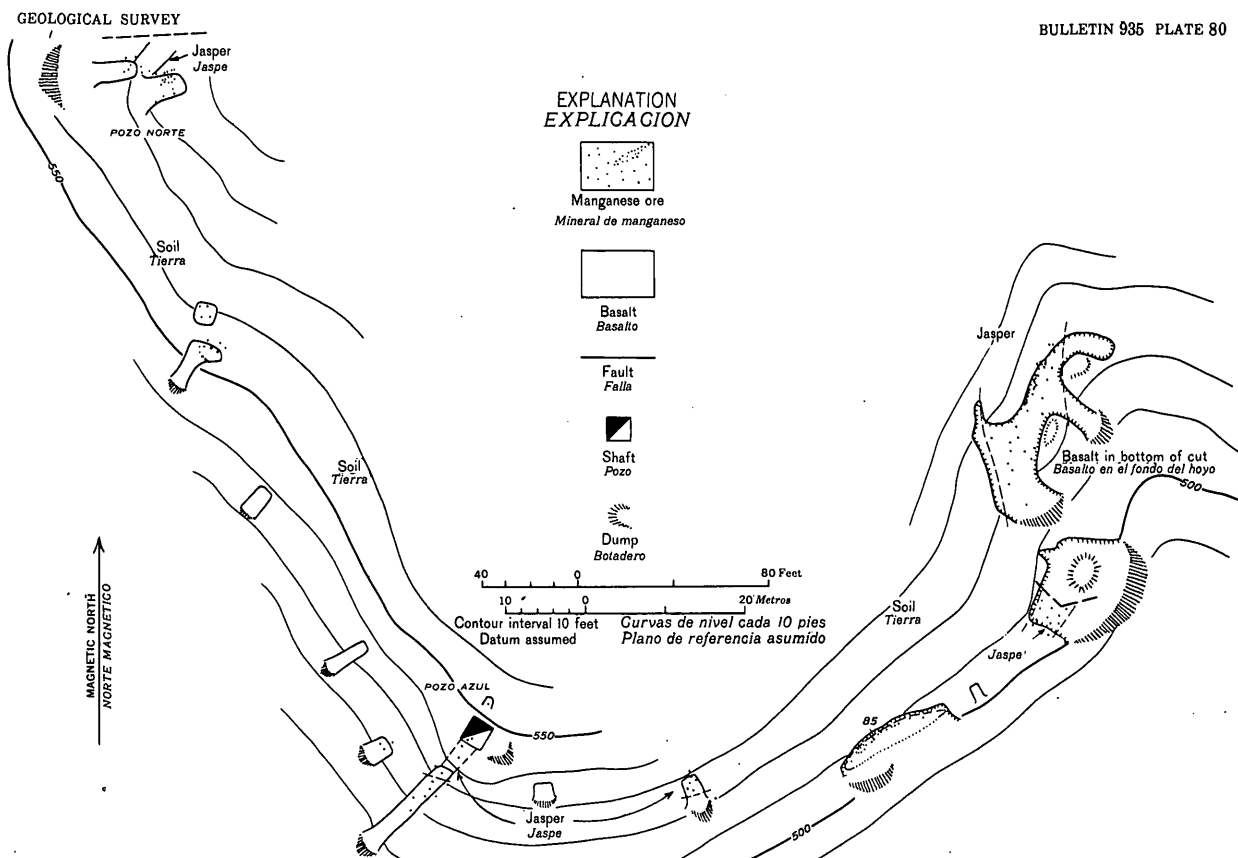 GEOLOGICAL SURVEY
BULLETIN 935 PLATE 80
Jasper
Jaspe
POZO NORTE
550
Soil
Tierra
EXPLANATION
EXPLICACION
Manganese ore
Mineral de manganeso
Basalt
Basalto
Fault
Falla
Shaft
Pozo
Dump
Botadero
40 0 80 Feet
10 0 20 Metros
Contour interval 10 feet
Datum assumed
Curvas de nivel cada 10 pies
Plano de referencia asumido
Soil
Tierra
MAGNETIC NORTH
NORTE MAGNETICO
POZO AZUL
550
Jasper
Jaspe
Jasper
Basalt in bottom of cut
Basalto en el fondo del hoyo
500
Soil
Tierra
Jaspe
85
500